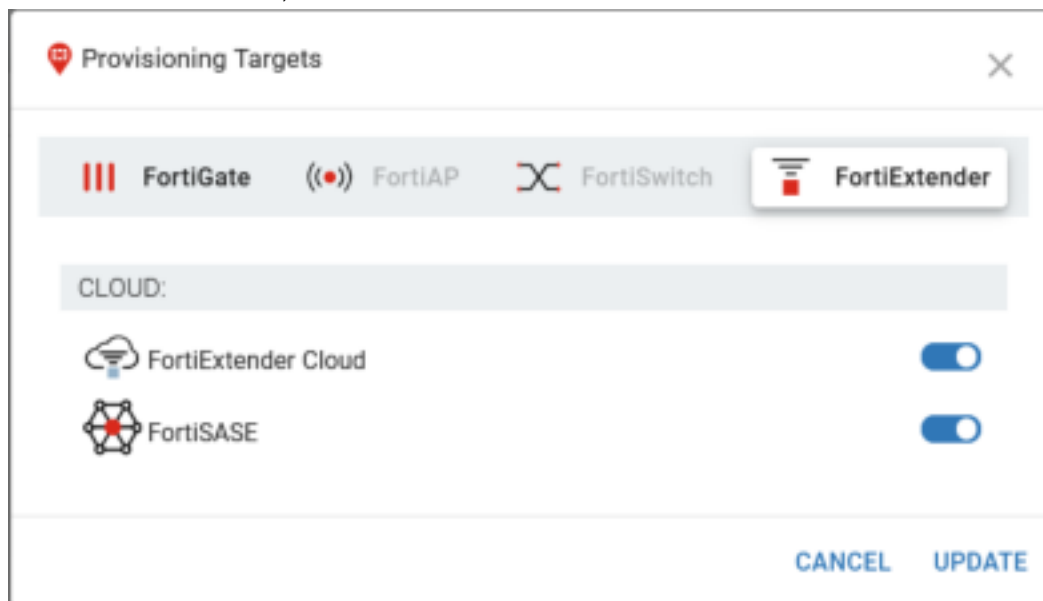 Provisioning Targets
FortiGate FortiAP FortiSwitch FortiExtender
CLOUD:
FortiExtender Cloud
FortiSASE
CANCEL UPDATE